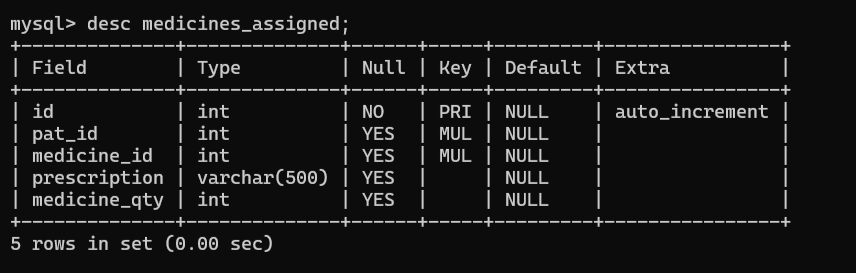 mysql> desc medicines_assigned;
+--------------+--------------+------+-----+---------+----------------+
| Field        | Type         | Null | Key | Default | Extra          |
+--------------+--------------+------+-----+---------+----------------+
| id           | int          | NO   | PRI | NULL    | auto_increment |
| pat_id       | int          | YES  | MUL | NULL    |                |
| medicine_id  | int          | YES  | MUL | NULL    |                |
| prescription | varchar(500) | YES  |     | NULL    |                |
| medicine_qty | int          | YES  |     | NULL    |                |
+--------------+--------------+------+-----+---------+----------------+
5 rows in set (0.00 sec)